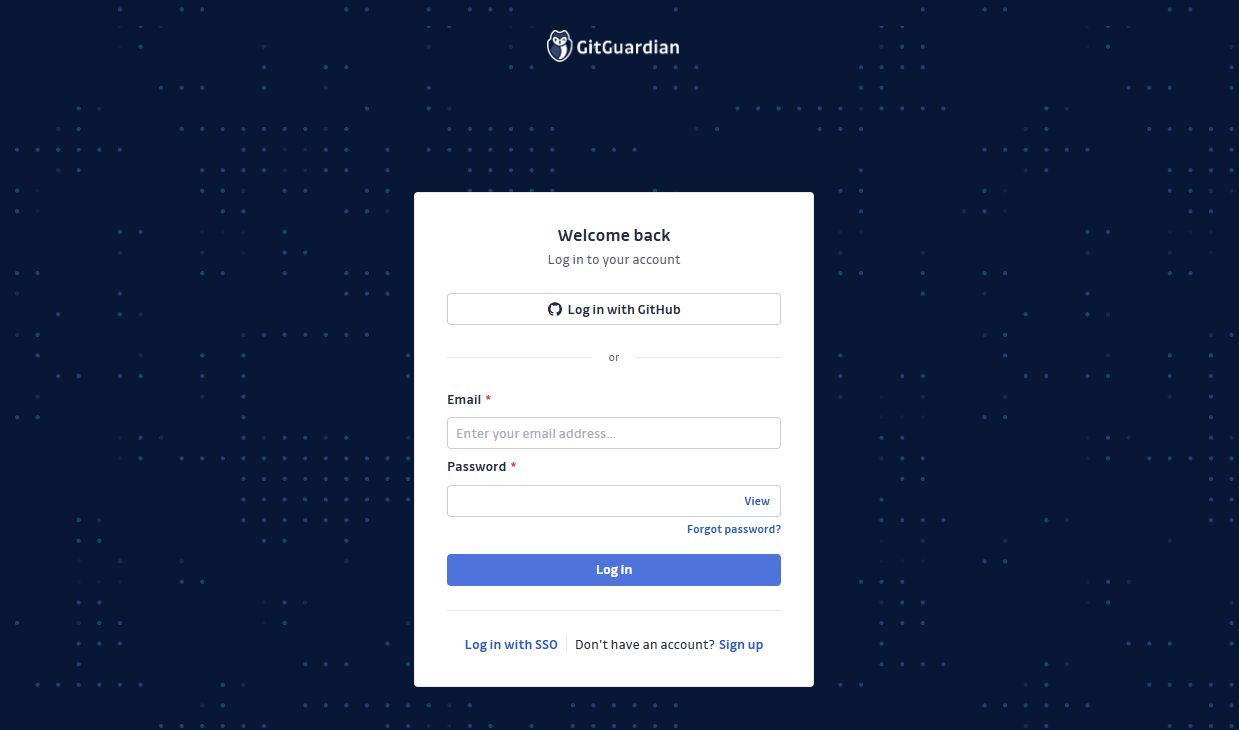 GitGuardian
Welcome back
Log in to your account
Log in with GitHub
or
Email *
Enter your email address...
Password *
View
Forgot password?
Log in
Log in with SSO
Don't have an account? Sign up